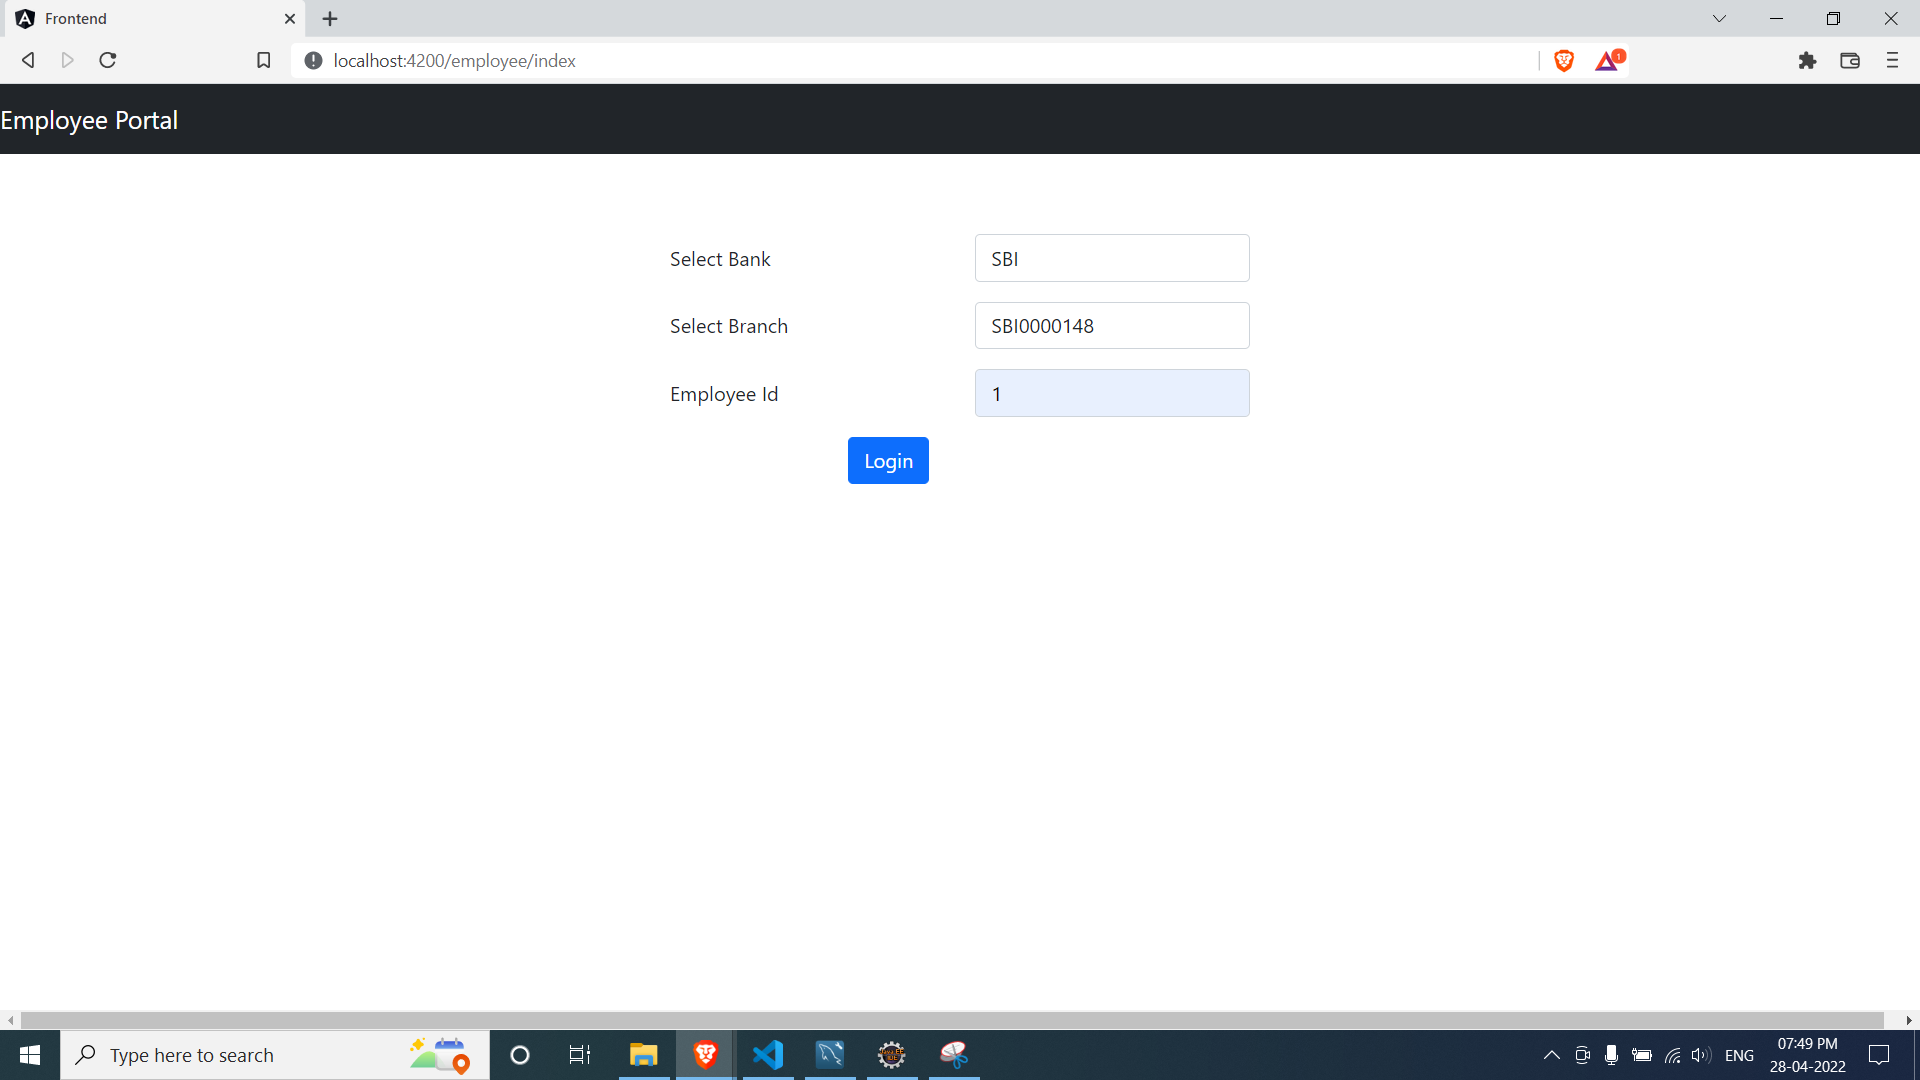 Frontend
localhost:4200/employee/index
1
Employee Portal
Select Bank SBI
Select Branch SBI0000148
Employee Id 1
Login
Type here to search
ENG
07:49 PM
28-04-2022